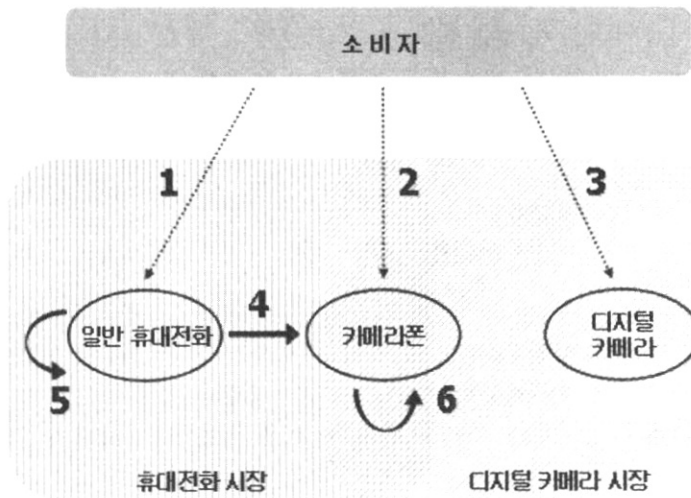 소비자
1
2
3
일반 휴대전화
4
카메라폰
디지털
카메라
5
6
휴대전화 시장
디지털 카메라 시장